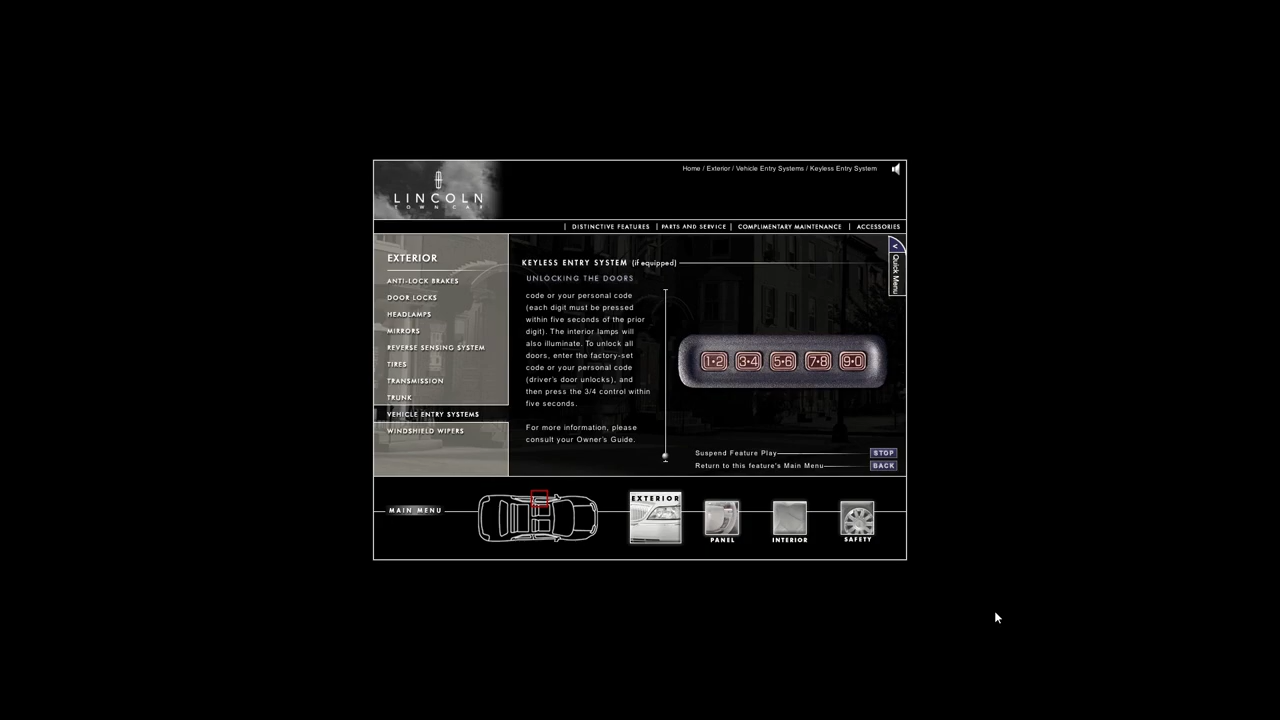 Home / Exterior / Vehicle Entry Systems / Keyless Entry System
LINCOLN
TOWN CAR
| DISTINCTIVE FEATURES | PARTS AND SERVICE | COMPLIMENTARY MAINTENANCE | ACCESSORIES
EXTERIOR
ANTI-LOCK BRAKES
DOOR LOCKS
HEADLAMPS
MIRRORS
REVERSE SENSING SYSTEM
TIRES
TRANSMISSION
TRUNK
VEHICLE ENTRY SYSTEMS
WINDSHIELD WIPERS
KEYLESS ENTRY SYSTEM (if equipped)
UNLOCKING THE DOORS
code or your personal code
(each digit must be pressed
within five seconds of the prior
digit). The interior lamps will
also illuminate. To unlock all
doors, enter the factory-set
code or your personal code
(driver's door unlocks), and
then press the 3/4 control within
five seconds.
For more information, please
consult your Owner's Guide.
1•2 3•4 5•6 7•8 9•0
< Quick Menu
Suspend Feature Play STOP
Return to this feature's Main Menu BACK
MAIN MENU
EXTERIOR
PANEL
INTERIOR
SAFETY